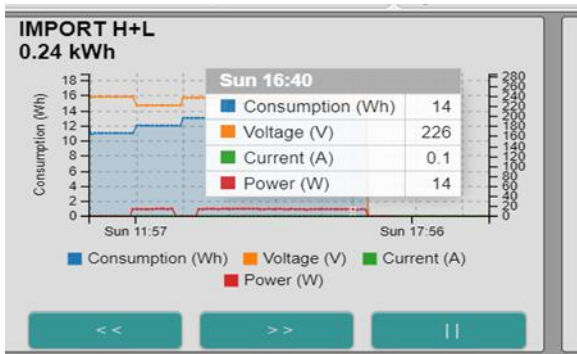 IMPORT H+L
0.24 kWh
Consumption (Wh)
18
16
14
12
10
8
6
4
2
0
Sun 16:40
Consumption (Wh) 14
Voltage (V) 226
Current (A) 0.1
Power (W) 14
280
260
240
220
200
180
160
140
120
100
80
60
40
20
0
Sun 11:57 Sun 17:56
Consumption (Wh) Voltage (V) Current (A)
Power (W)
<< >> ||